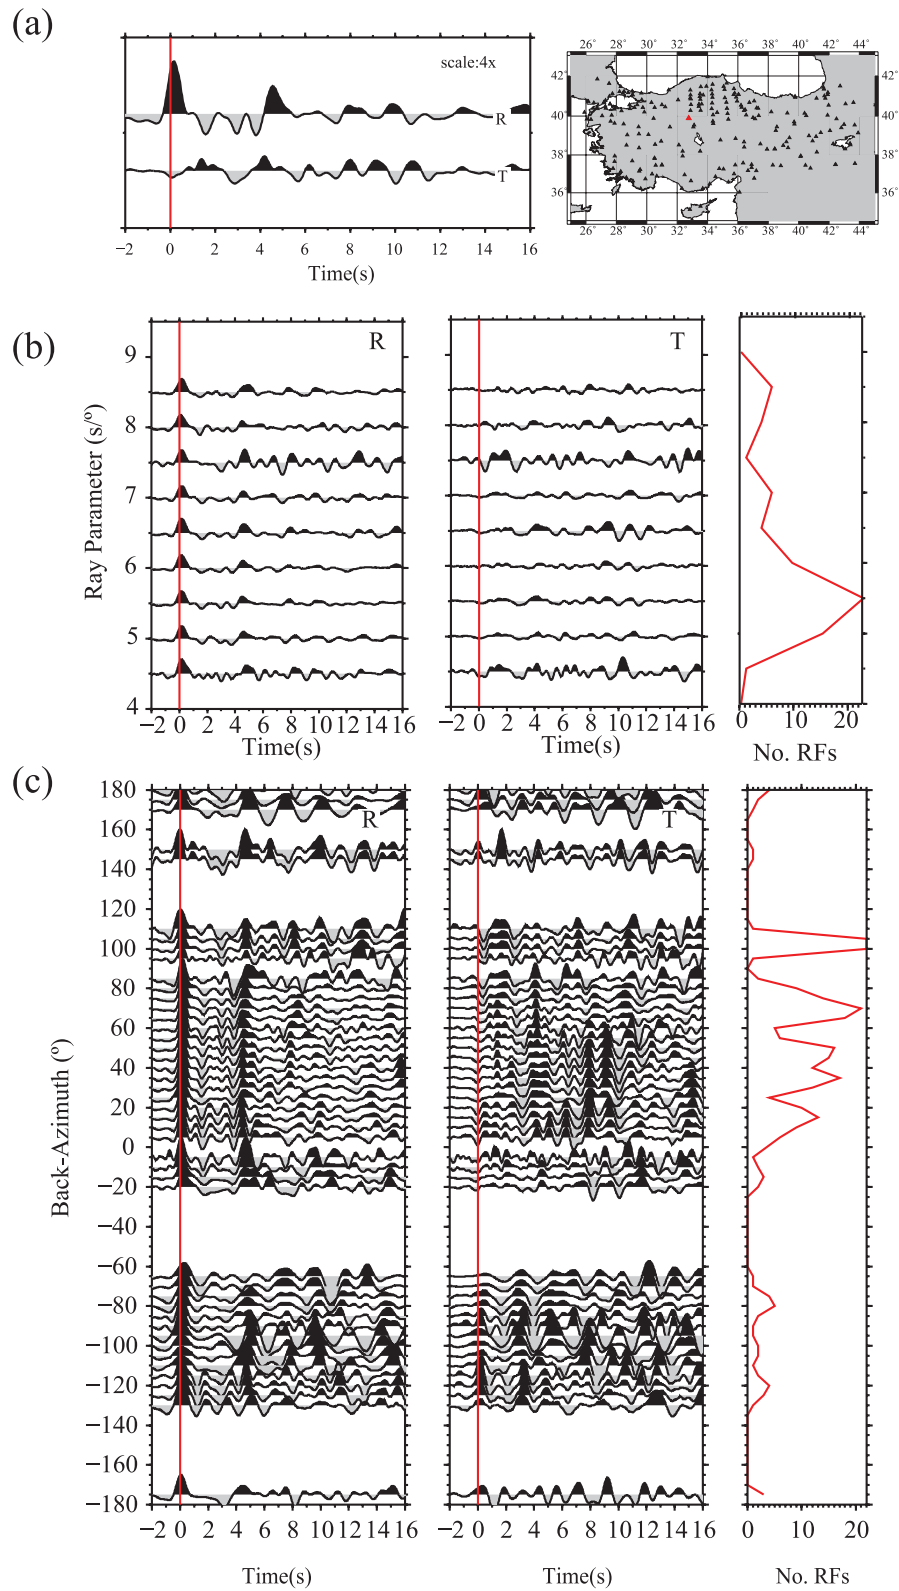 (a)
scale:4x
R
T
−2 0 2 4 6 8 10 12 14 16
Time(s)
26° 28° 30° 32° 34° 36° 38° 40° 42° 44°
42° 42°
40° 40°
38° 38°
36° 36°
26° 28° 30° 32° 34° 36° 38° 40° 42° 44°
(b)
R T
9
8
7
6
5
4
Ray Parameter (s/°)
−2 0 2 4 6 8 10 12 14 16
Time(s)
−2 0 2 4 6 8 10 12 14 16
Time(s)
0 10 20
No. RFs
(c)
R T
180
160
140
120
100
80
60
40
20
0
−20
−40
−60
−80
−100
−120
−140
−160
−180
Back-Azimuth (°)
−2 0 2 4 6 8 10 12 14 16
Time(s)
−2 0 2 4 6 8 10 12 14 16
Time(s)
0 10 20
No. RFs